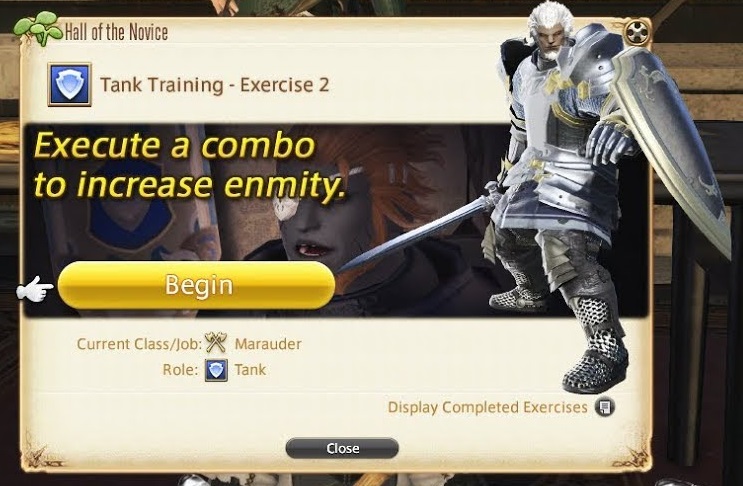 Hall of the Novice
Tank Training - Exercise 2
Execute a combo
to increase enmity.
Begin
Current Class/Job: Marauder
Role: Tank
Display Completed Exercises
Close